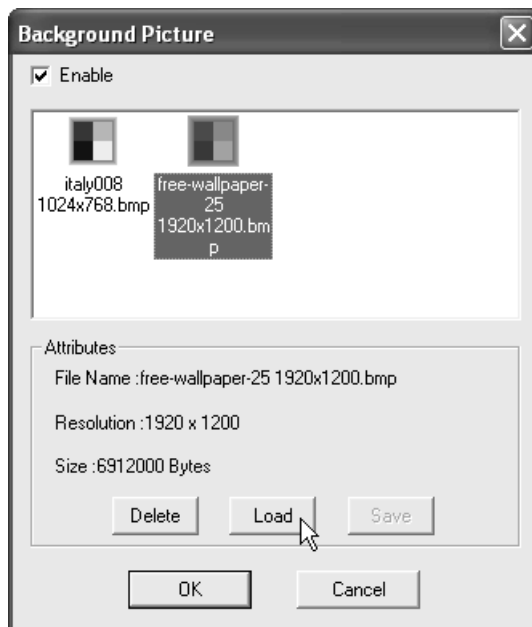 Background Picture
Enable
italy008
1024x768.bmp
free-wallpaper-
25
1920x1200.bm
p
Attributes
File Name :free-wallpaper-25 1920x1200.bmp
Resolution :1920 x 1200
Size :6912000 Bytes
Delete Load Save
OK Cancel